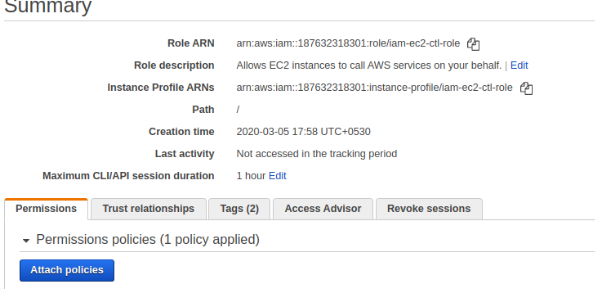 Summary
Role ARN arn:aws:iam::187632318301:role/iam-ec2-ctl-role
Role description Allows EC2 instances to call AWS services on your behalf. | Edit
Instance Profile ARNs arn:aws:iam::187632318301:instance-profile/iam-ec2-ctl-role
Path /
Creation time 2020-03-05 17:58 UTC+0530
Last activity Not accessed in the tracking period
Maximum CLI/API session duration 1 hour Edit
Permissions Trust relationships Tags (2) Access Advisor Revoke sessions
Permissions policies (1 policy applied)
Attach policies